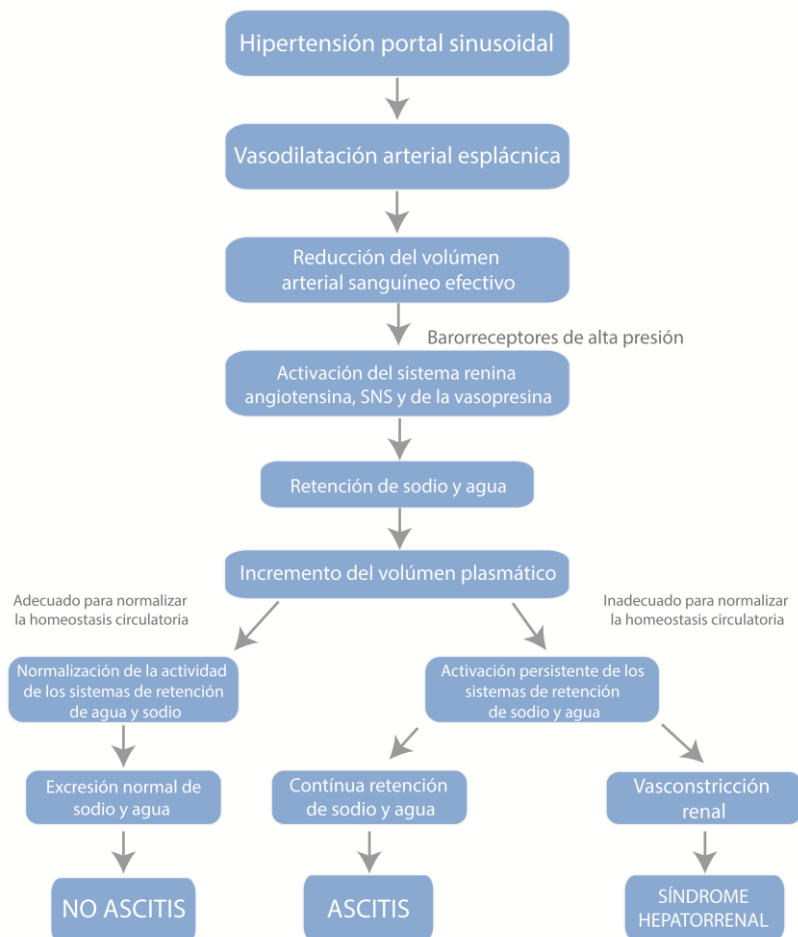 Hipertensión portal sinusoidal
Vasodilatación arterial esplácnica
Reducción del volúmen
arterial sanguíneo efectivo
Barorreceptores de alta presión
Activación del sistema renina
angiotensina, SNS y de la vasopresina
Retención de sodio y agua
Incremento del volúmen plasmático
Adecuado para normalizar
la homeostasis circulatoria
Inadecuado para normalizar
la homeostasis circulatoria
Normalización de la actividad
de los sistemas de retención
de agua y sodio
Activación persistente de los
sistemas de retención
de sodio y agua
Excresión normal de
sodio y agua
Contínua retención
de sodio y agua
Vasconstricción
renal
NO ASCITIS
ASCITIS
SÍNDROME
HEPATORRENAL